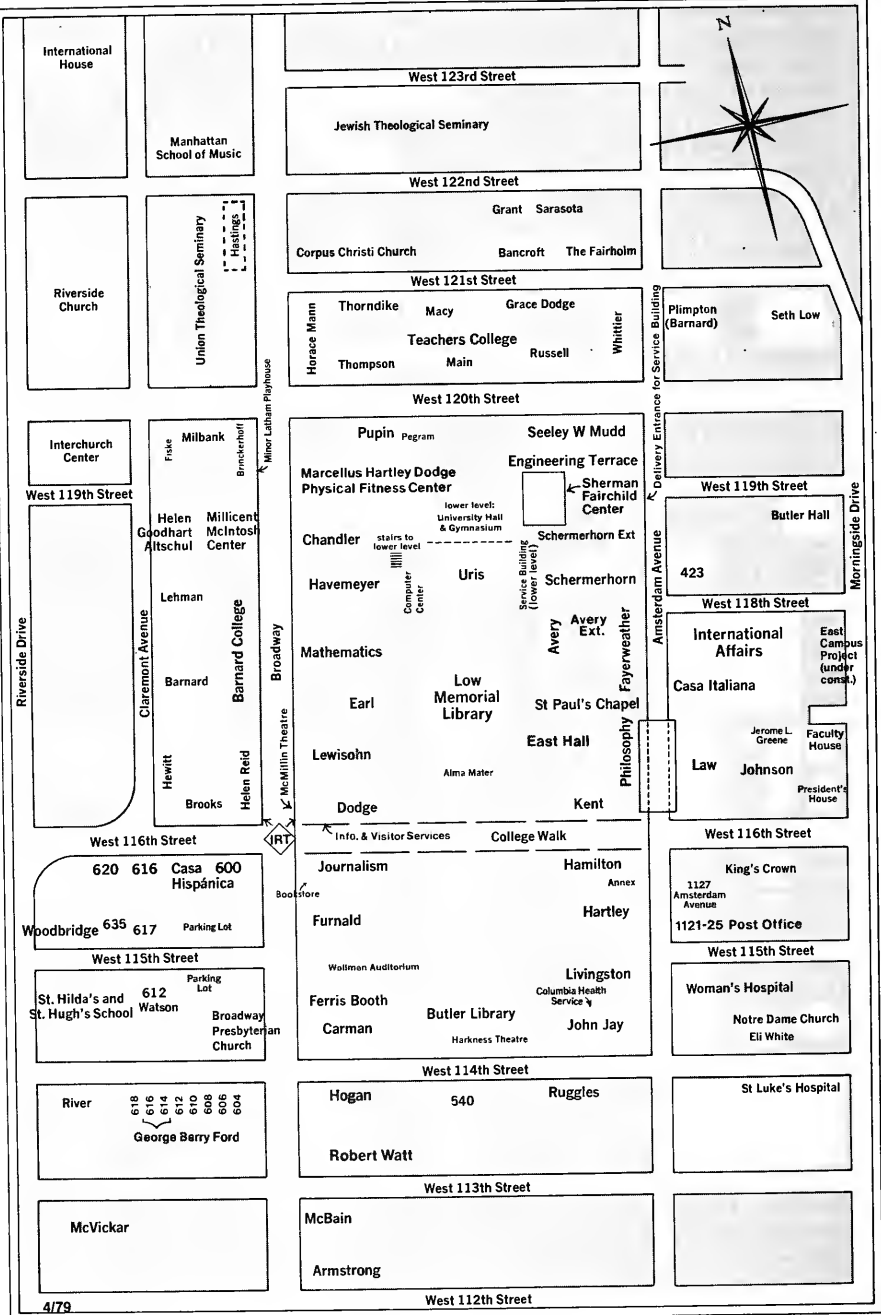 N
International
House
West 123rd Street
Manhattan
School of Music
Jewish Theological Seminary
West 122nd Street
Union Theological Seminary
Hastings
Grant
Sarasota
Corpus Christi Church
Bancroft
The Fairholm
West 121st Street
Riverside
Church
Horace Mann
Thorndike
Macy
Grace Dodge
Teachers College
Thompson
Main
Russell
Whittier
Plimpton
(Barnard)
Seth Low
West 120th Street
Minor Latham Playhouse
Delivery Entrance for Service Building
Interchurch
Center
West 119th Street
Fiske
Milbank
Brinckerhoff
Pupin
Pegram
Seeley W Mudd
Engineering Terrace
Marcellus Hartley Dodge
Physical Fitness Center
Sherman
Fairchild
Center
West 119th Street
Butler Hall
Helen
Goodhart
Altschul
Millicent
McIntosh
Center
lower level:
University Hall
& Gymnasium
Chandler
stairs to
lower level
Schermerhorn Ext
Havemeyer
Computer
Center
Uris
Service Building
(lower level)
Schermerhorn
423
Amsterdam Avenue
Morningside Drive
Lehman
West 118th Street
Riverside Drive
Claremont Avenue
Barnard College
Broadway
Mathematics
Avery
Avery
Ext.
Fayerweather
International
Affairs
East
Campus
Project
(under
const.)
Barnard
Earl
Low
Memorial
Library
St Paul's Chapel
Casa Italiana
Hewitt
Helen Reid
McMillin Theatre
Lewisohn
East Hall
Philosophy
Law
Jerome L.
Greene
Johnson
Faculty
House
Alma Mater
President's
House
Brooks
Dodge
Kent
West 116th Street
IRT
Info. & Visitor Services
College Walk
West 116th Street
620
616
Casa
Hispánica
600
Journalism
Hamilton
Annex
King's Crown
1127
Amsterdam
Avenue
Bookstore
Woodbridge
635
617
Parking Lot
Furnald
Hartley
1121-25 Post Office
West 115th Street
West 115th Street
Wollman Auditorium
St. Hilda's and
St. Hugh's School
612
Watson
Parking
Lot
Broadway
Presbyterian
Church
Livingston
Columbia Health
Service
Woman's Hospital
Ferris Booth
Butler Library
Carman
Harkness Theatre
John Jay
Notre Dame Church
Eli White
West 114th Street
River
618
616
614
612
610
608
606
604
George Barry Ford
Hogan
540
Ruggles
St Luke's Hospital
Robert Watt
West 113th Street
McVickar
McBain
Armstrong
West 112th Street
4/79